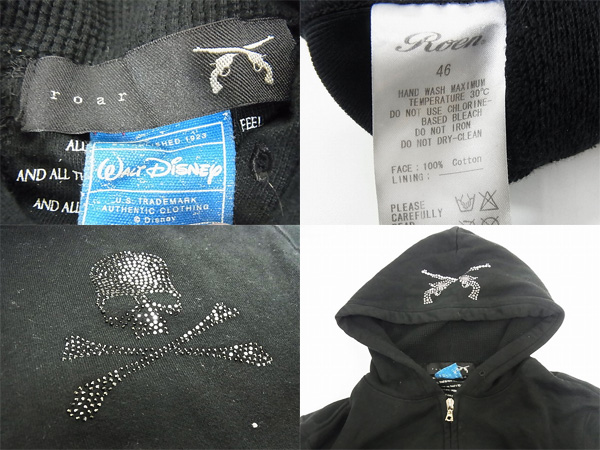 roar
ALL
ESTABLISHED 1923
FEE!
AND ALL T
WALT DISNEY
U.S. TRADEMARK
AUTHENTIC CLOTHING
© Disney
AND ALL
Roen
46
HAND WASH MAXIMUM
TEMPERATURE 30°C
DO NOT USE CHLORINE-
BASED BLEACH
DO NOT IRON
DO NOT DRY-CLEAN
FACE: 100% Cotton
LINING:
PLEASE
CAREFULLY
READ